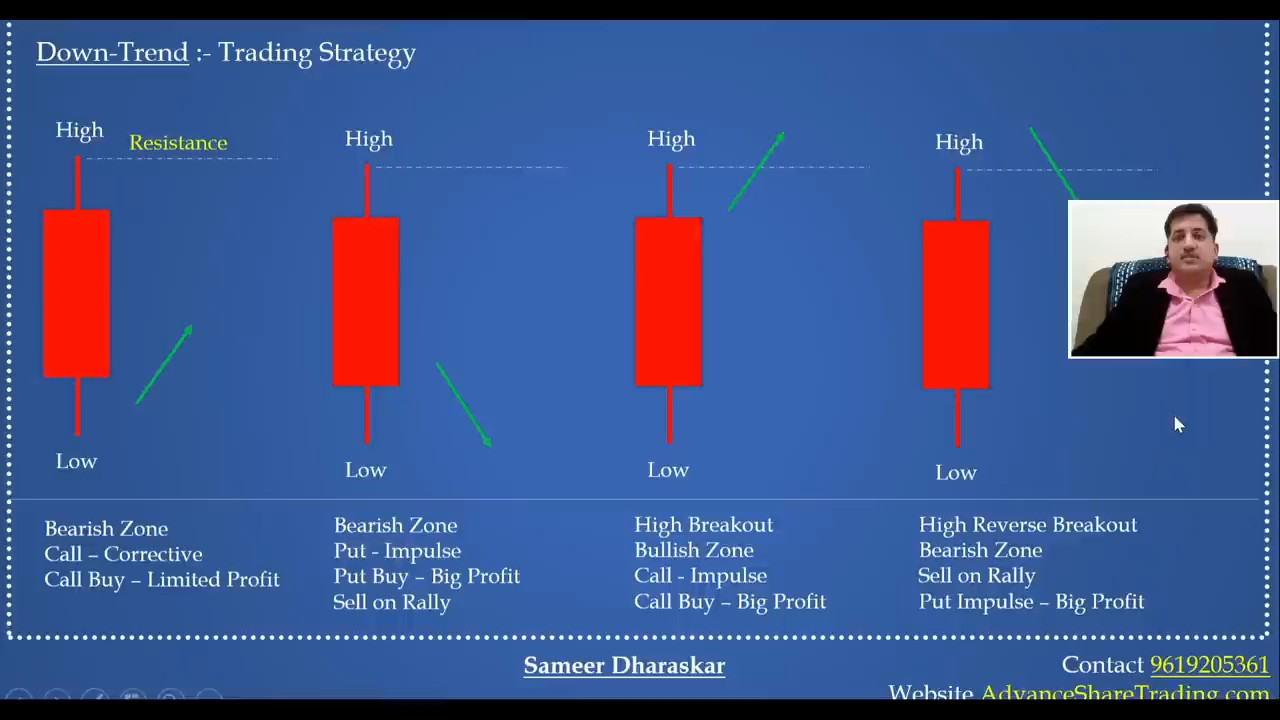 Down-Trend :- Trading Strategy
High
Resistance
Low
Bearish Zone
Call – Corrective
Call Buy – Limited Profit
High
Low
Bearish Zone
Put - Impulse
Put Buy – Big Profit
Sell on Rally
High
Low
High Breakout
Bullish Zone
Call - Impulse
Call Buy – Big Profit
High
Low
High Reverse Breakout
Bearish Zone
Sell on Rally
Put Impulse – Big Profit
Sameer Dharaskar
Contact 9619205361
Website AdvanceShareTrading.com